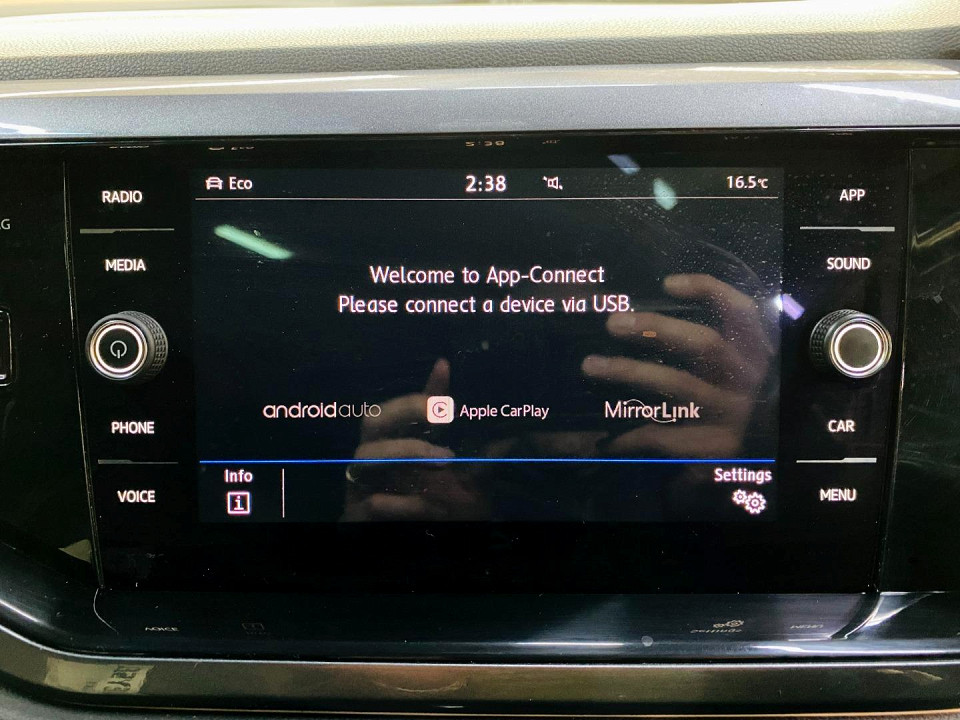 Eco 2:38 16.5°C
RADIO
APP
MEDIA
SOUND
Welcome to App-Connect
Please connect a device via USB.
androidauto Apple CarPlay MirrorLink
PHONE
CAR
Info Settings
VOICE
MENU